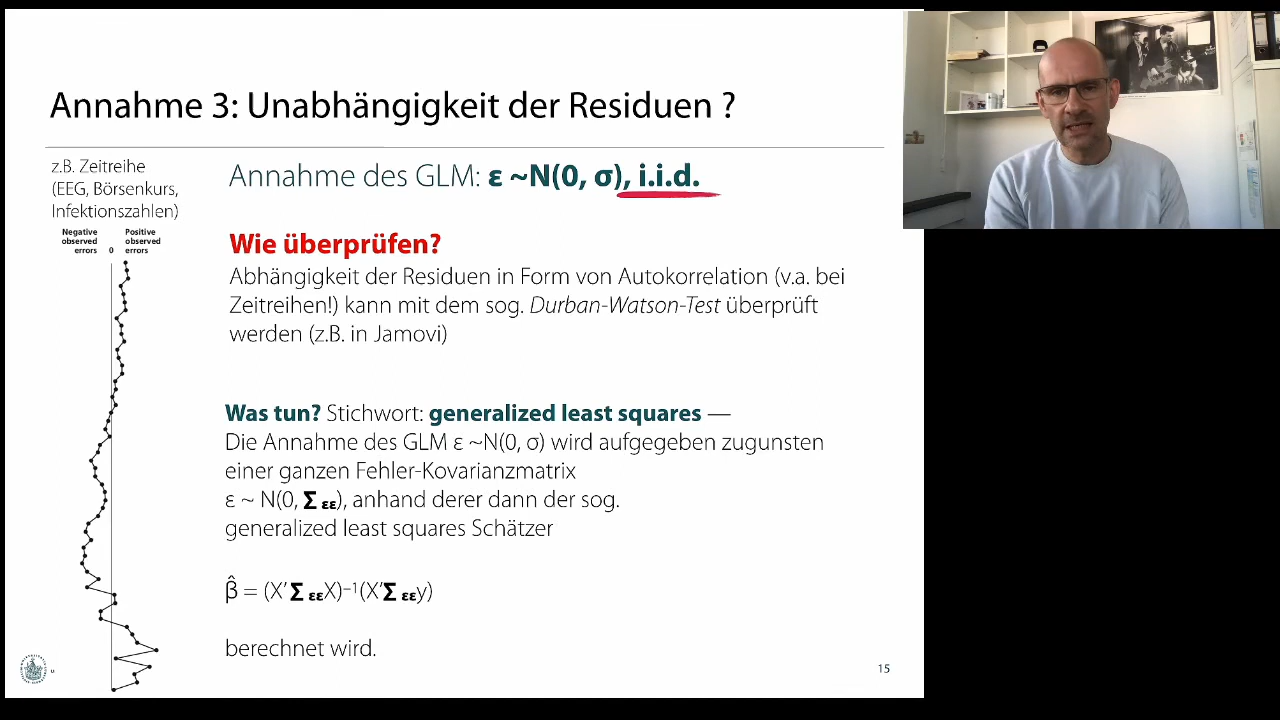 Annahme 3: Unabhängigkeit der Residuen ?
z.B. Zeitreihe
(EEG, Börsenkurs,
Infektionszahlen)
Negative
observed
errors
0
Positive
observed
errors
Annahme des GLM: ε ~N(0, σ), i.i.d.
Wie überprüfen?
Abhängigkeit der Residuen in Form von Autokorrelation (v.a. bei
Zeitreihen!) kann mit dem sog. Durban-Watson-Test überprüft
werden (z.B. in Jamovi)
Was tun? Stichwort: generalized least squares —
Die Annahme des GLM ε ~N(0, σ) wird aufgegeben zugunsten
einer ganzen Fehler-Kovarianzmatrix
ε ~ N(0, Σ εε), anhand derer dann der sog.
generalized least squares Schätzer
β̂ = (X′Σ εεX)⁻¹(X′Σ εεy)
berechnet wird.
15